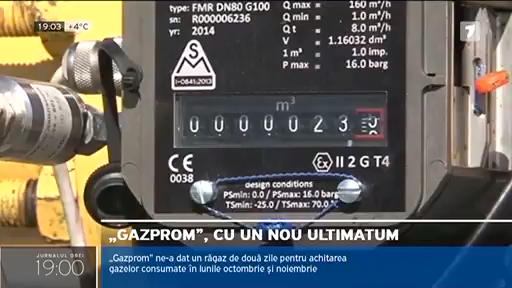 19:03 +4°C
type: FMR DN80 G100
sn: R000006236
yr: 2014
Q max = 160 m³/h
Q min = 1.0 m³/h
Q t = 8.0 m³/h
V = 1.16032 dm³
1 m³ = 1.0 imp.
P max = 16.0 barg
1
M
I-0641:2013
m³
0 0 0 0 0 2 3
CE
0038
Ex II 2 G T4
design conditions
PSmin: 0.0 / PSmax: 16.0 barg
TSmin: -25.0 / TSmax: 70.0
„GAZPROM”, CU UN NOU ULTIMATUM
JURNALUL OREI
19:00
„Gazprom” ne-a dat un răgaz de două zile pentru achitarea
gazelor consumate în lunile octombrie și noiembrie